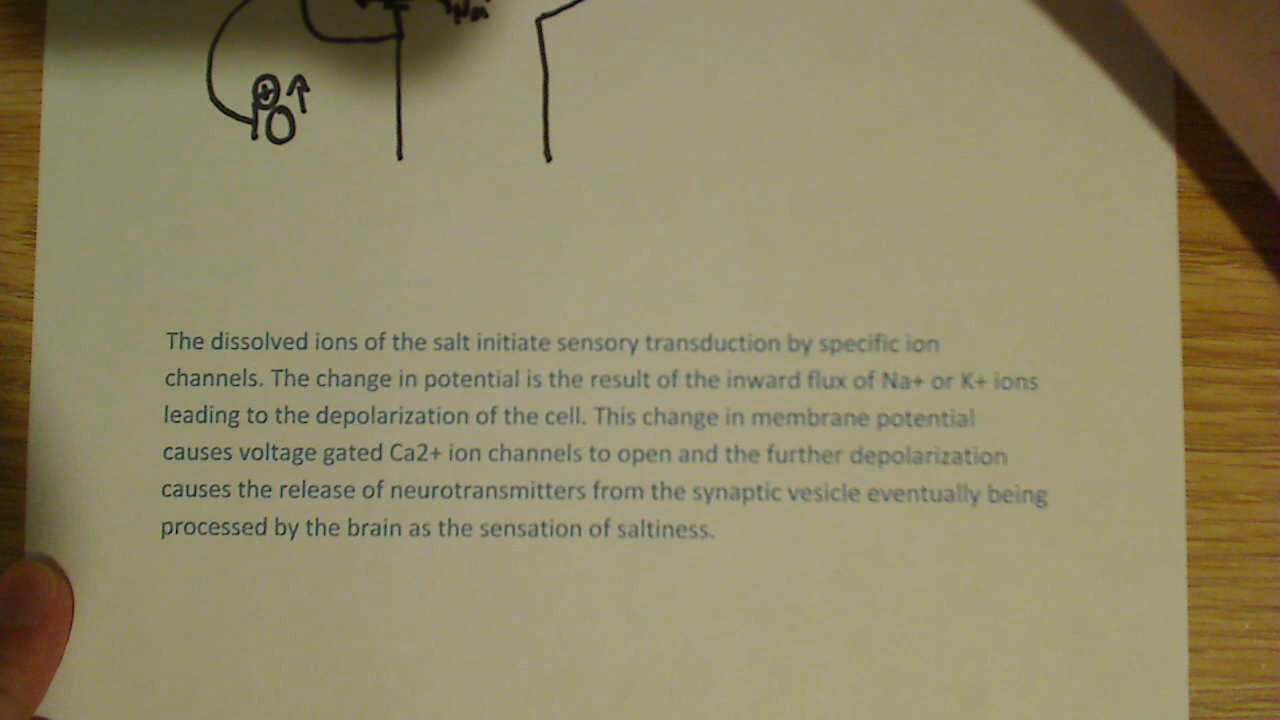 Na
The dissolved ions of the salt initiate sensory transduction by specific ion
channels. The change in potential is the result of the inward flux of Na+ or K+ ions
leading to the depolarization of the cell. This change in membrane potential
causes voltage gated Ca2+ ion channels to open and the further depolarization
causes the release of neurotransmitters from the synaptic vesicle eventually being
processed by the brain as the sensation of saltiness.